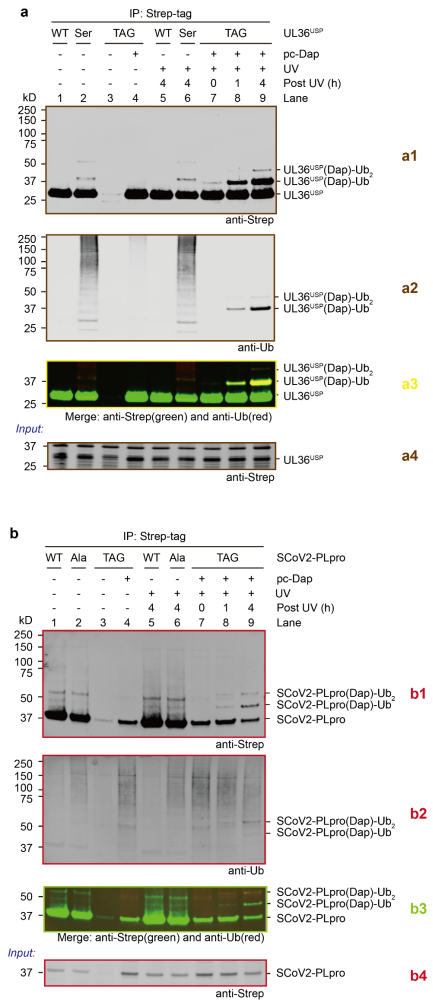 a
IP: Strep-tag
WT Ser TAG WT Ser TAG UL36USP
- - - + - - + + + pc-Dap
- - - - + + + + + UV
- - - - 4 4 0 1 4 Post UV (h)
kD 1 2 3 4 5 6 7 8 9 Lane
250
150
100
75
50 UL36USP(Dap)-Ub2 a1
37 UL36USP(Dap)-Ub
25 UL36USP
anti-Strep
250
150
100
75
50 UL36USP(Dap)-Ub2 a2
37 UL36USP(Dap)-Ub
25
anti-Ub
UL36USP(Dap)-Ub2
37 UL36USP(Dap)-Ub a3
25 UL36USP
Merge: anti-Strep(green) and anti-Ub(red)
Input:
37
25 UL36USP a4
anti-Strep
b
IP: Strep-tag
WT Ala TAG WT Ala TAG SCoV2-PLpro
- - - + - - + + + pc-Dap
- - - - + + + + + UV
- - - - 4 4 0 1 4 Post UV (h)
kD 1 2 3 4 5 6 7 8 9 Lane
250
150
100
75
50 SCoV2-PLpro(Dap)-Ub2 b1
SCoV2-PLpro(Dap)-Ub
37 SCoV2-PLpro
anti-Strep
250
150
100
75
b2
50 SCoV2-PLpro(Dap)-Ub2
SCoV2-PLpro(Dap)-Ub
37
anti-Ub
50 SCoV2-PLpro(Dap)-Ub2
SCoV2-PLpro(Dap)-Ub b3
37 SCoV2-PLpro
Merge: anti-Strep(green) and anti-Ub(red)
Input:
37 SCoV2-PLpro b4
anti-Strep